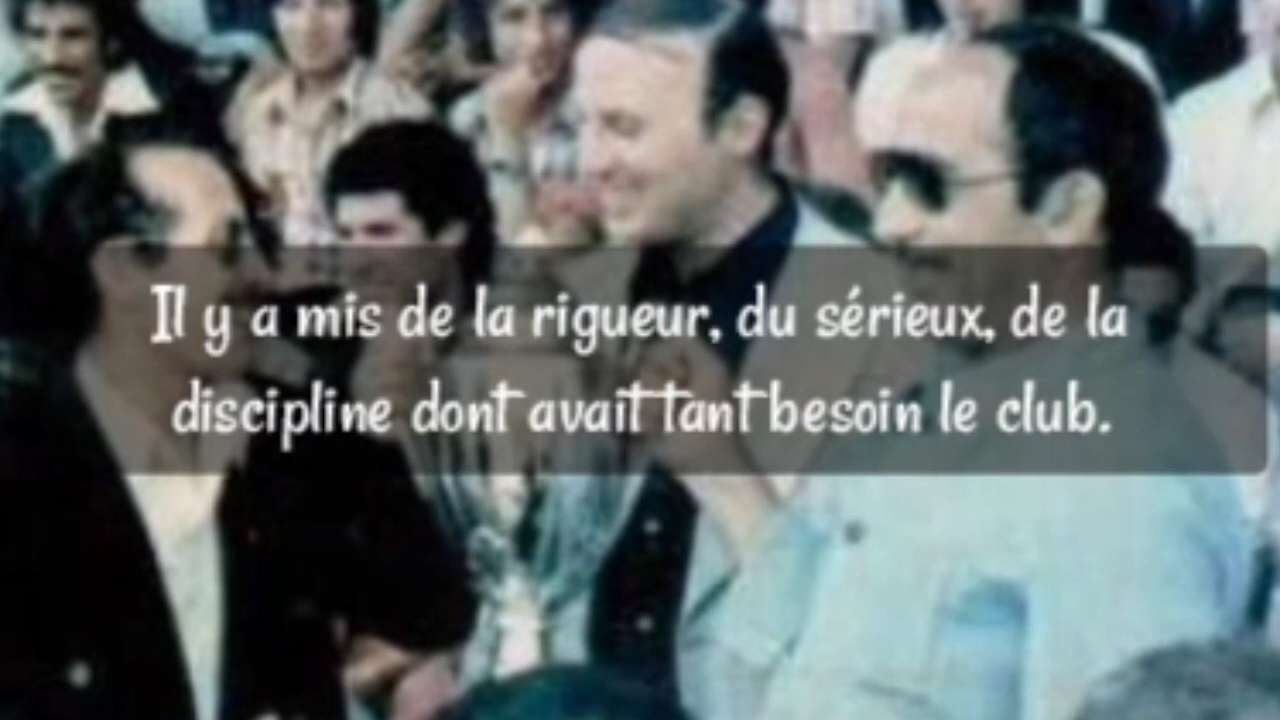 Il y a mis de la rigueur, du sérieux, de la
discipline dont avait tant besoin le club.